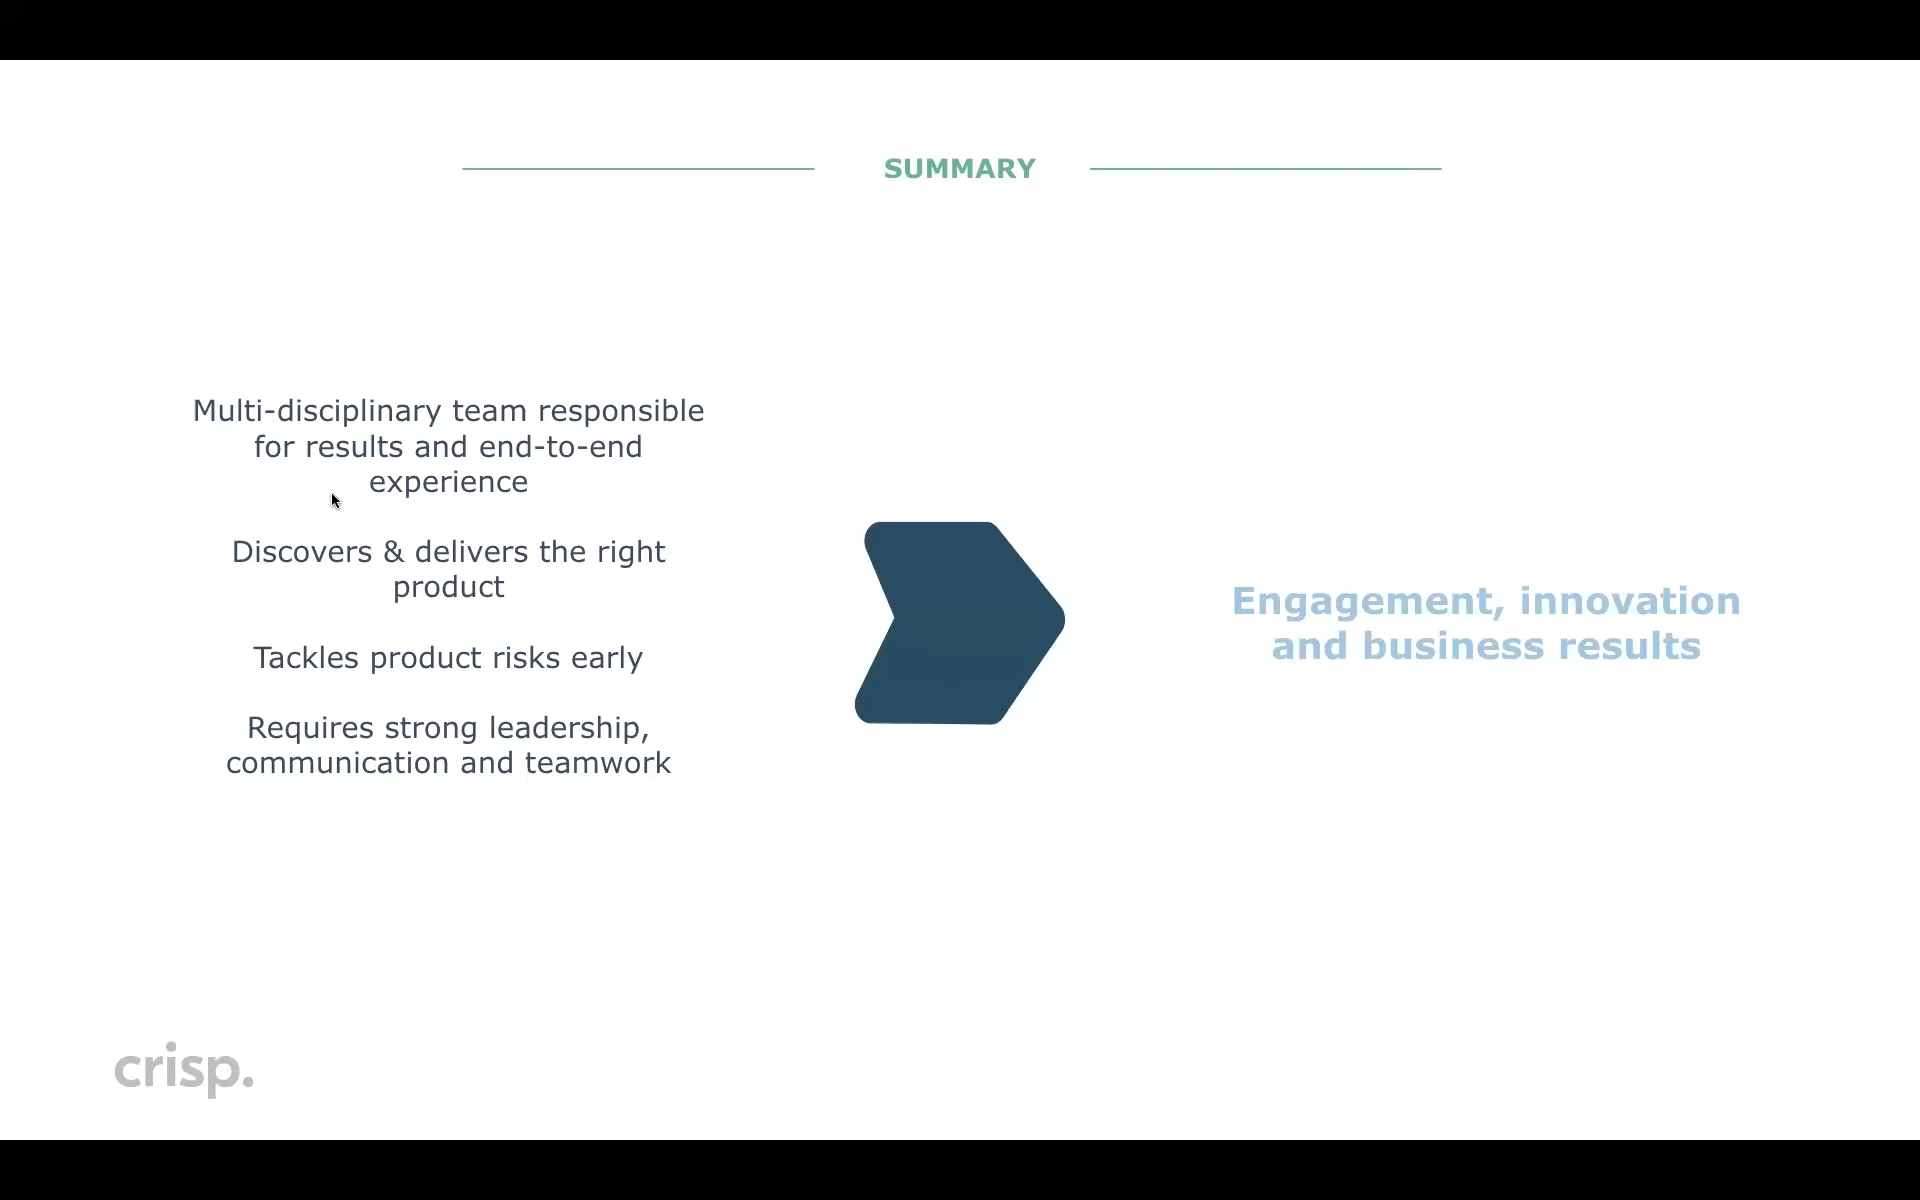 SUMMARY
Multi-disciplinary team responsible
for results and end-to-end
experience
Discovers & delivers the right
product
Tackles product risks early
Requires strong leadership,
communication and teamwork
Engagement, innovation
and business results
crisp.